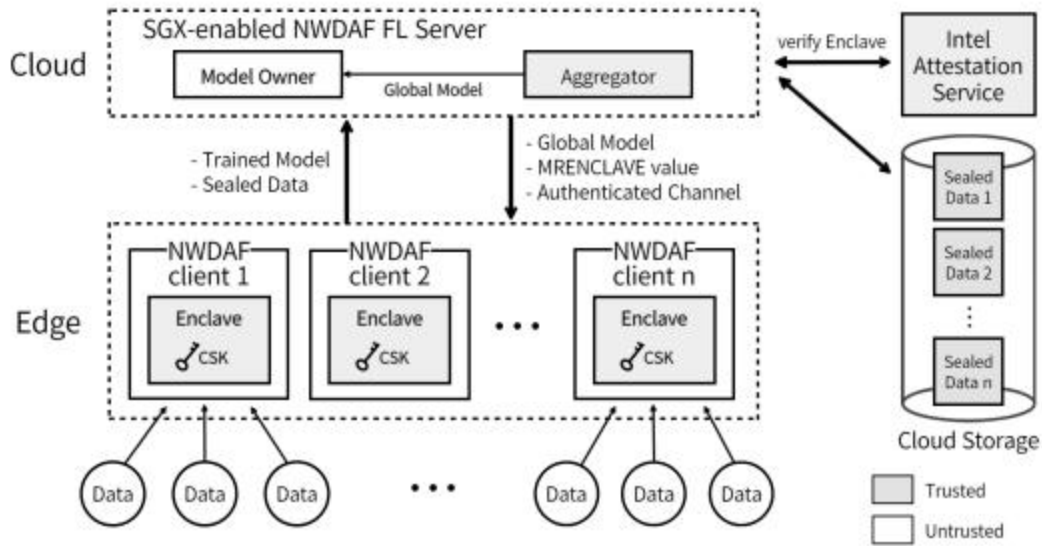 SGX-enabled NWDAF FL Server
Cloud
Model Owner
Global Model
Aggregator
verify Enclave
Intel
Attestation
Service
- Trained Model
- Sealed Data
- Global Model
- MRENCLAVE value
- Authenticated Channel
Sealed
Data 1
Sealed
Data 2
⋮
Sealed
Data n
Cloud Storage
Edge
NWDAF
client 1
Enclave
CSK
NWDAF
client 2
Enclave
CSK
• • •
NWDAF
client n
Enclave
CSK
Data
Data
Data
• • •
Data
Data
Data
Trusted
Untrusted